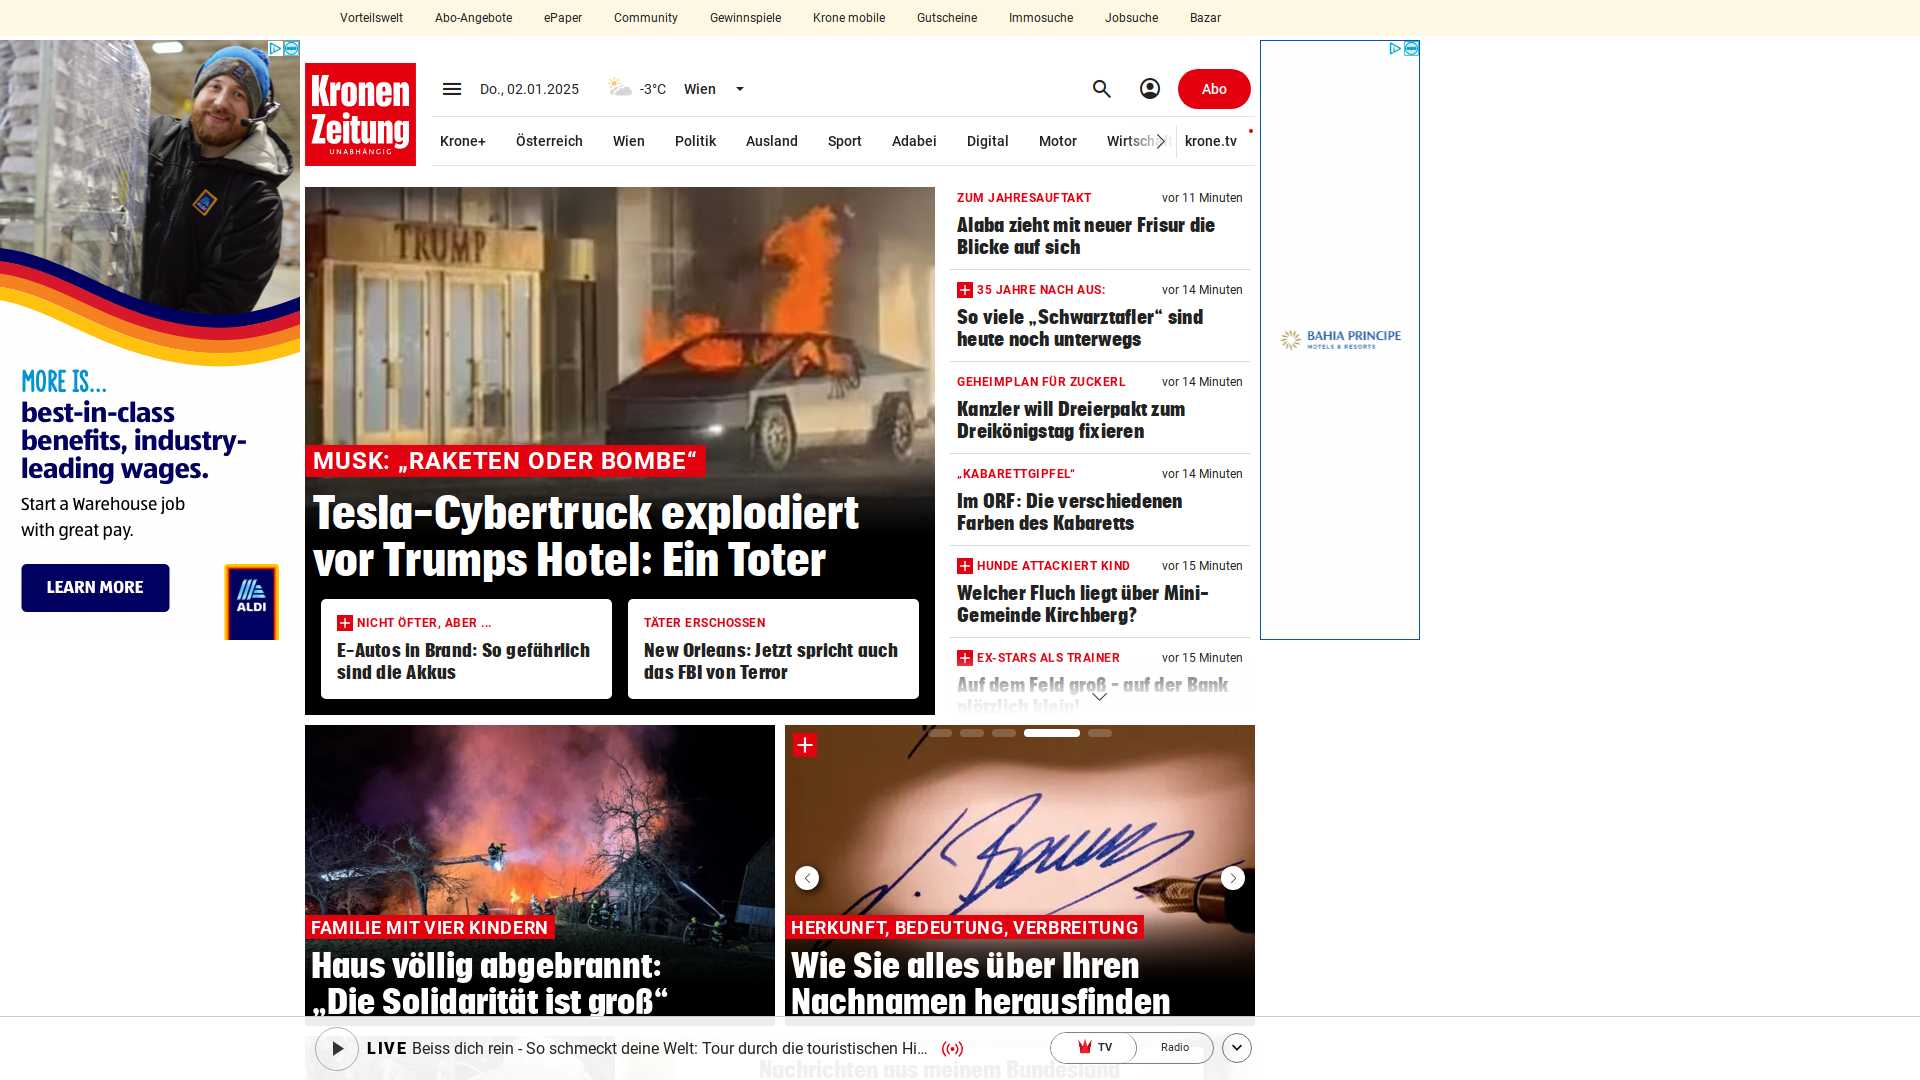 Vorteilswelt
Abo-Angebote
ePaper
Community
Gewinnspiele
Krone mobile
Gutscheine
Immosuche
Jobsuche
Bazar
Kronen
Zeitung
UNABHÄNGIG
Do., 02.01.2025
-3°C
Wien
Abo
Krone+
Österreich
Wien
Politik
Ausland
Sport
Adabei
Digital
Motor
Wirtschaft
krone.tv
MORE IS...
best-in-class
benefits, industry-
leading wages.
Start a Warehouse job
with great pay.
LEARN MORE
ALDI
TRUMP
MUSK: „RAKETEN ODER BOMBE“
Tesla-Cybertruck explodiert
vor Trumps Hotel: Ein Toter
NICHT ÖFTER, ABER ...
E-Autos in Brand: So gefährlich
sind die Akkus
TÄTER ERSCHOSSEN
New Orleans: Jetzt spricht auch
das FBI von Terror
ZUM JAHRESAUFTAKT
vor 11 Minuten
Alaba zieht mit neuer Frisur die
Blicke auf sich
35 JAHRE NACH AUS:
vor 14 Minuten
So viele „Schwarztafler“ sind
heute noch unterwegs
GEHEIMPLAN FÜR ZUCKERL
vor 14 Minuten
Kanzler will Dreierpakt zum
Dreikönigstag fixieren
„KABARETTGIPFEL“
vor 14 Minuten
Im ORF: Die verschiedenen
Farben des Kabaretts
HUNDE ATTACKIERT KIND
vor 15 Minuten
Welcher Fluch liegt über Mini-
Gemeinde Kirchberg?
EX-STARS ALS TRAINER
vor 15 Minuten
Auf dem Feld groß - auf der Bank
plötzlich klein!
BAHIA PRINCIPE
HOTELS & RESORTS
FAMILIE MIT VIER KINDERN
Haus völlig abgebrannt:
„Die Solidarität ist groß“
HERKUNFT, BEDEUTUNG, VERBREITUNG
Wie Sie alles über Ihren
Nachnamen herausfinden
LIVE Beiss dich rein - So schmeckt deine Welt: Tour durch die touristischen Hi...
TV
Radio
Nachrichten aus meinem Bundesland